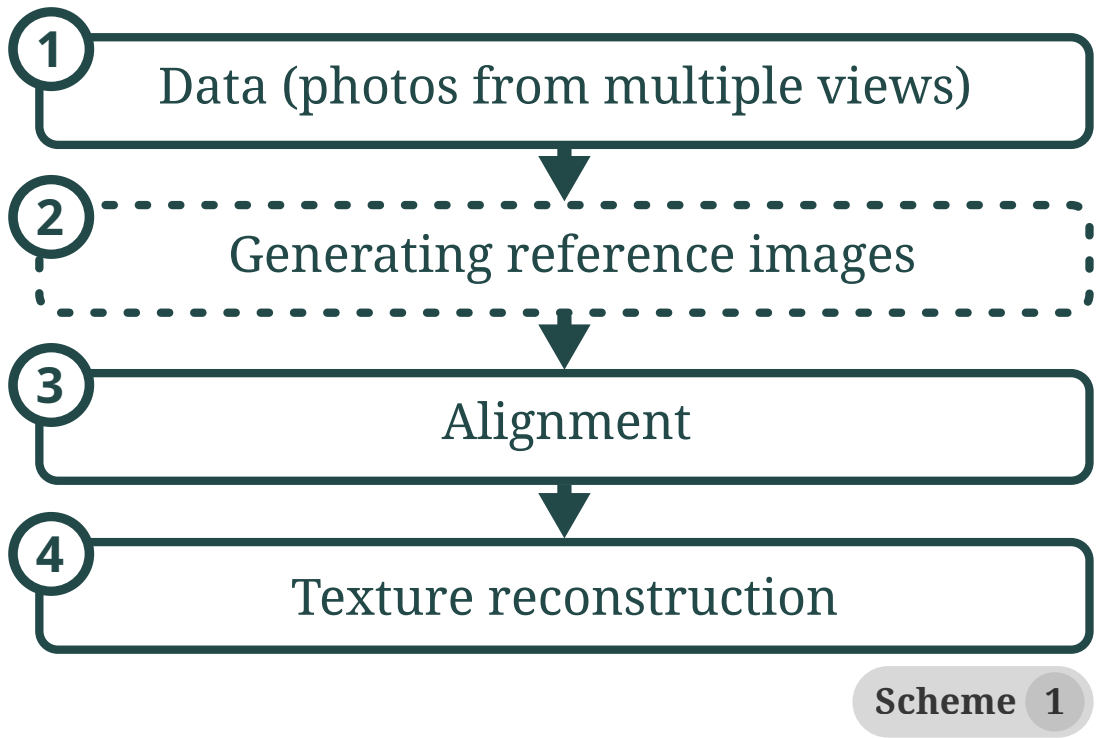 1
Data (photos from multiple views)
2
Generating reference images
3
Alignment
4
Texture reconstruction
Scheme 1